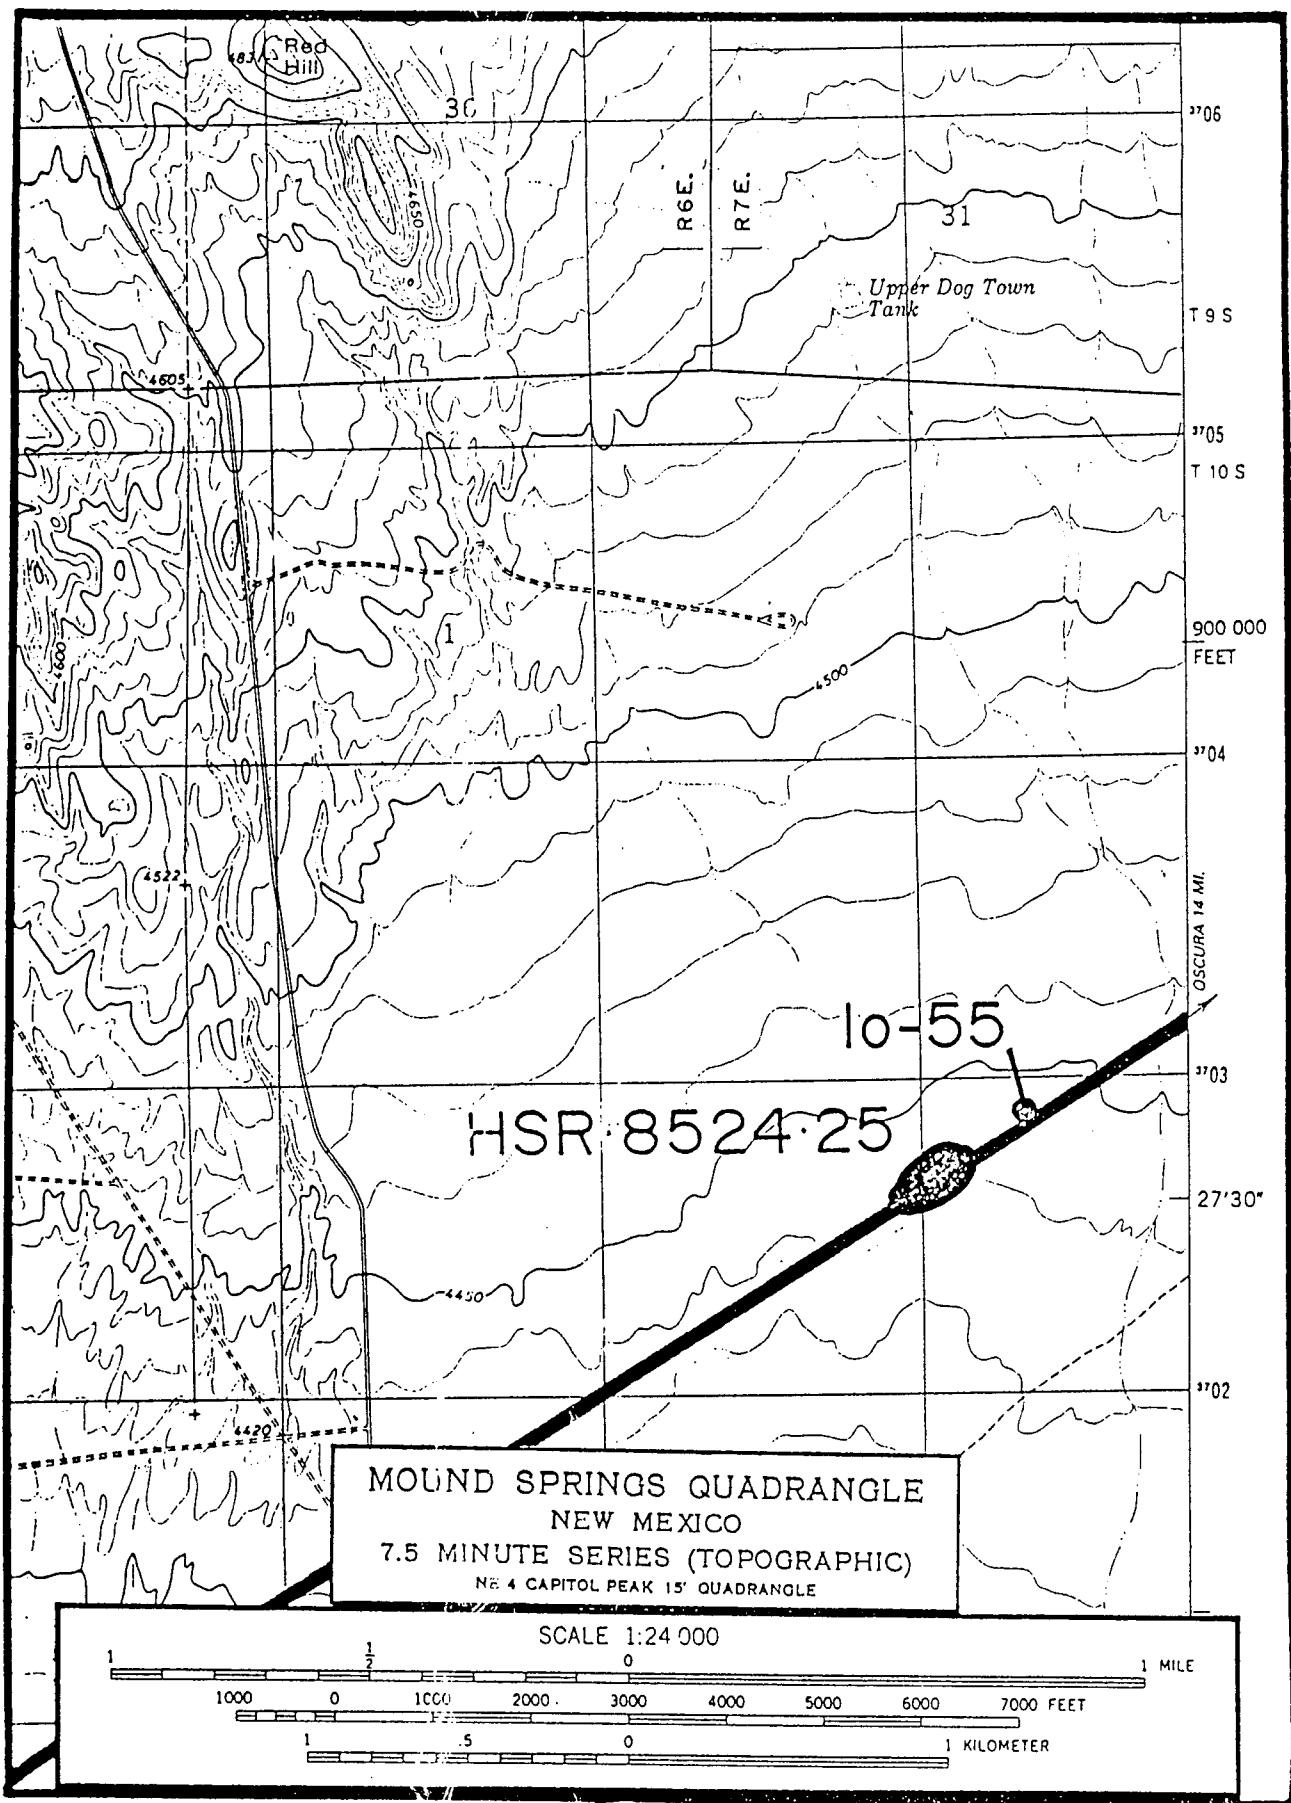 4837
Red
Hill
36
3706
4650
R6E.
R7E.
31
Upper Dog Town
Tank
T 9 S
4605
3705
T 10 S
1
900 000
FEET
4600
4500
3704
4522
OSCURA 14 MI.
Io-55
3703
HSR·8524·25
27'30"
4450
3702
4420
MOUND SPRINGS QUADRANGLE
NEW MEXICO
7.5 MINUTE SERIES (TOPOGRAPHIC)
NE 4 CAPITOL PEAK 15' QUADRANGLE
SCALE 1:24 000
1 ½ 0 1 MILE
1000 0 1000 2000 3000 4000 5000 6000 7000 FEET
1 .5 0 1 KILOMETER